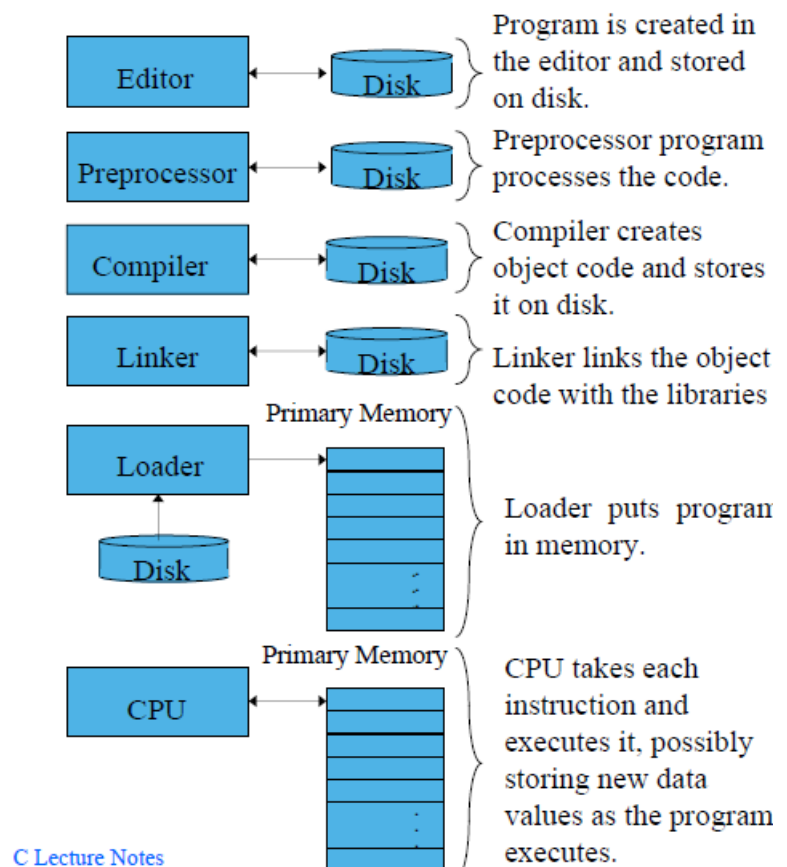 Editor
Disk
Program is created in
the editor and stored
on disk.
Preprocessor
Disk
Preprocessor program
processes the code.
Compiler
Disk
Compiler creates
object code and stores
it on disk.
Linker
Disk
Linker links the object
code with the libraries
Primary Memory
Loader
Disk
Loader puts program
in memory.
Primary Memory
CPU
CPU takes each
instruction and
executes it, possibly
storing new data
values as the program
executes.
C Lecture Notes